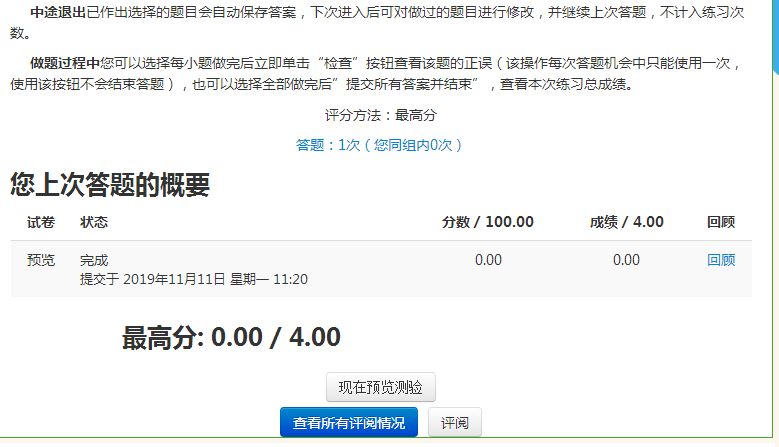 中途退出已作出选择的题目会自动保存答案，下次进入后可对做过的题目进行修改，并继续上次答题，不计入练习次
数。
做题过程中您可以选择每小题做完后立即单击“检查”按钮查看该题的正误（该操作每次答题机会中只能使用一次，
使用该按钮不会结束答题），也可以选择全部做完后”提交所有答案并结束”，查看本次练习总成绩。
评分方法：最高分
答题：1次（您同组内0次）
您上次答题的概要
试卷 状态 分数 / 100.00 成绩 / 4.00 回顾
预览 完成 0.00 0.00 回顾
提交于 2019年11月11日 星期一 11:20
最高分: 0.00 / 4.00
现在预览测验
查看所有评阅情况 评阅